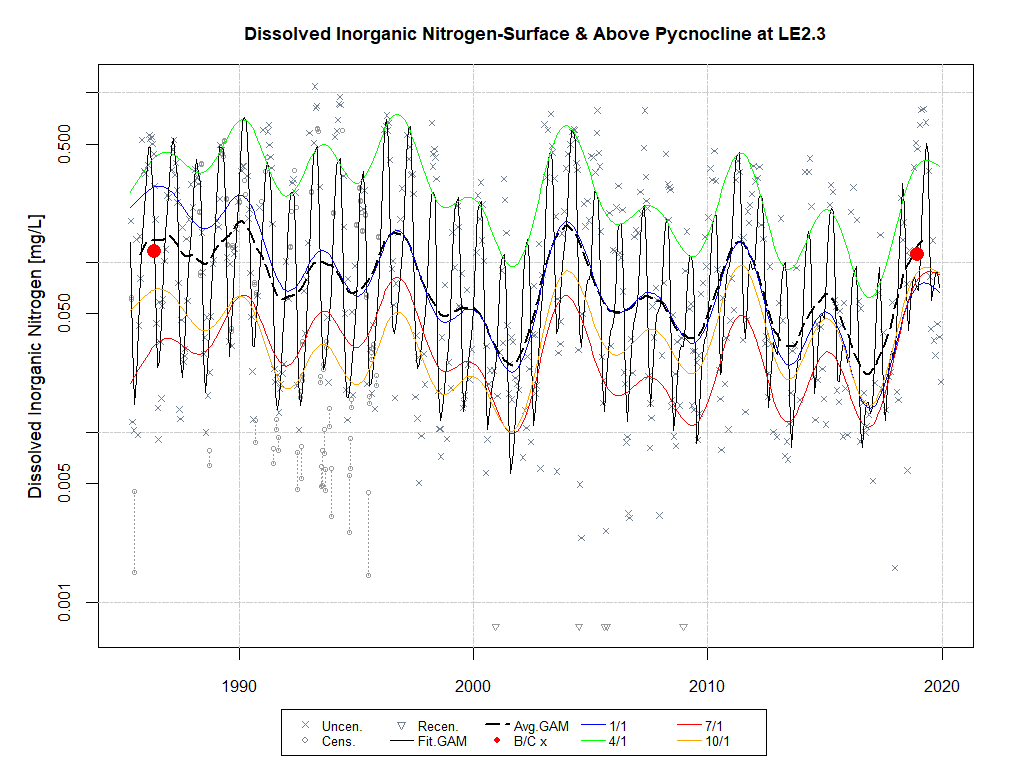 Dissolved Inorganic Nitrogen-Surface & Above Pycnocline at LE2.3
Dissolved Inorganic Nitrogen [mg/L]
0.500
0.050
0.005
0.001
1990 2000 2010 2020
Uncen. Recen. Avg.GAM 1/1 7/1
Cens. Fit.GAM B/C x 4/1 10/1